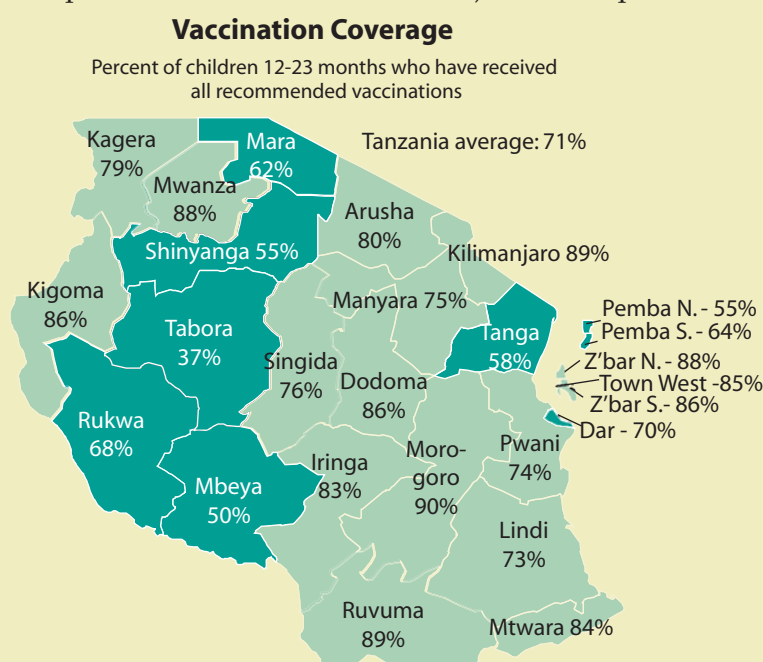 Vaccination Coverage
Percent of children 12-23 months who have received
all recommended vaccinations
Tanzania average: 71%
Kagera
79%
Mara
62%
Mwanza
88%
Arusha
80%
Shinyanga 55%
Kilimanjaro 89%
Kigoma
86%
Manyara 75%
Tabora
37%
Tanga
58%
Pemba N. - 55%
Pemba S. - 64%
Z'bar N. - 88%
Town West -85%
Z'bar S.- 86%
Dar - 70%
Singida
76%
Dodoma
86%
Rukwa
68%
Mbeya
50%
Iringa
83%
Moro-
goro
90%
Pwani
74%
Lindi
73%
Ruvuma
89%
Mtwara 84%